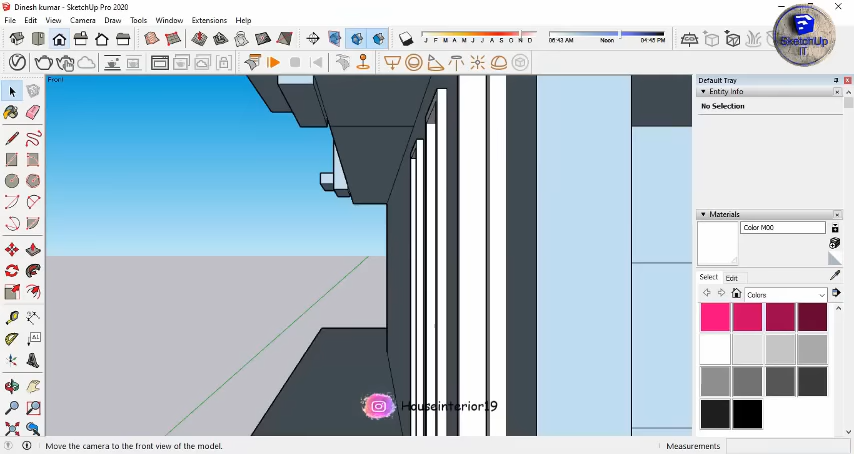 Dinesh kumar - SketchUp Pro 2020
File Edit View Camera Draw Tools Window Extensions Help
J F M A M J J A S O N D
06:43 AM Noon 04:45 PM
SketchUp
IT
Front
Default Tray
Entity Info
No Selection
Materials
Color M00
Select Edit
Colors
Hauseinterior19
Move the camera to the front view of the model.
Measurements